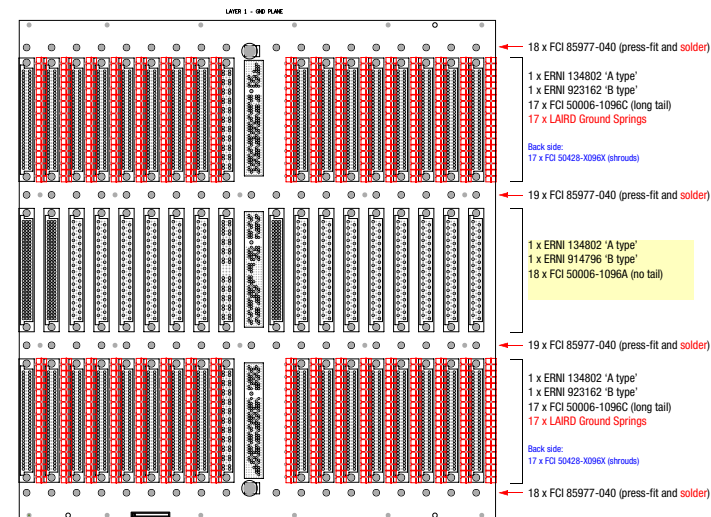 LAYER 1 - GND PLANE
18 x FCI 85977-040 (press-fit and solder)
1 x ERNI 134802 ‘A type’
1 x ERNI 923162 ‘B type’
17 x FCI 50006-1096C (long tail)
17 x LAIRD Ground Springs
Back side:
17 x FCI 50428-X096X (shrouds)
19 x FCI 85977-040 (press-fit and solder)
1 x ERNI 134802 ‘A type’
1 x ERNI 914796 ‘B type’
18 x FCI 50006-1096A (no tail)
19 x FCI 85977-040 (press-fit and solder)
1 x ERNI 134802 ‘A type’
1 x ERNI 923162 ‘B type’
17 x FCI 50006-1096C (long tail)
17 x LAIRD Ground Springs
Back side:
17 x FCI 50428-X096X (shrouds)
18 x FCI 85977-040 (press-fit and solder)